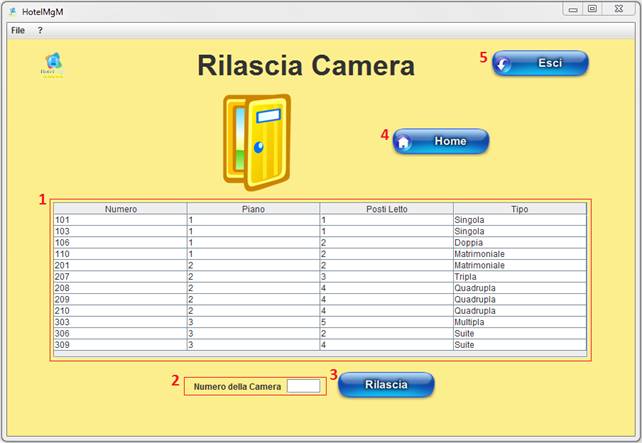 HotelMgM
File ?
Rilascia Camera
5 Esci
4 Home
1
Numero Piano Posti Letto Tipo
101 1 1 Singola
103 1 1 Singola
106 1 2 Doppia
110 1 2 Matrimoniale
201 2 2 Matrimoniale
207 2 3 Tripla
208 2 4 Quadrupla
209 2 4 Quadrupla
210 2 4 Quadrupla
303 3 5 Multipla
306 3 2 Suite
309 3 4 Suite
2 Numero della Camera
3 Rilascia